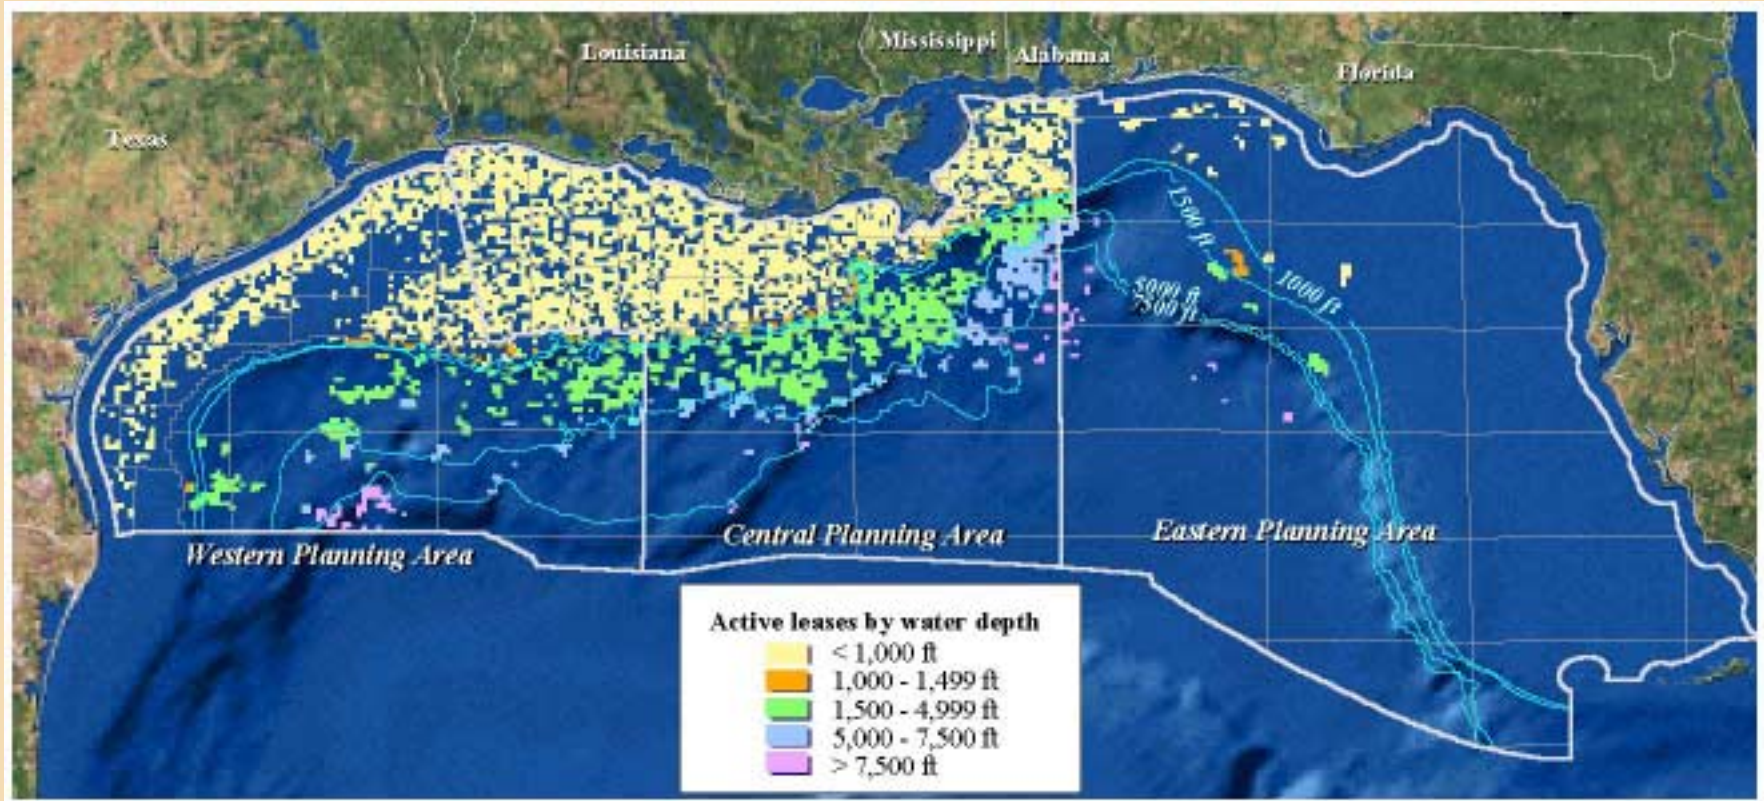 Louisiana
Mississippi
Alabama
Florida
Texas
1500 ft
1000 ft
5000 ft
7500 ft
Western Planning Area
Central Planning Area
Eastern Planning Area
Active leases by water depth
< 1,000 ft
1,000 - 1,499 ft
1,500 - 4,999 ft
5,000 - 7,500 ft
> 7,500 ft